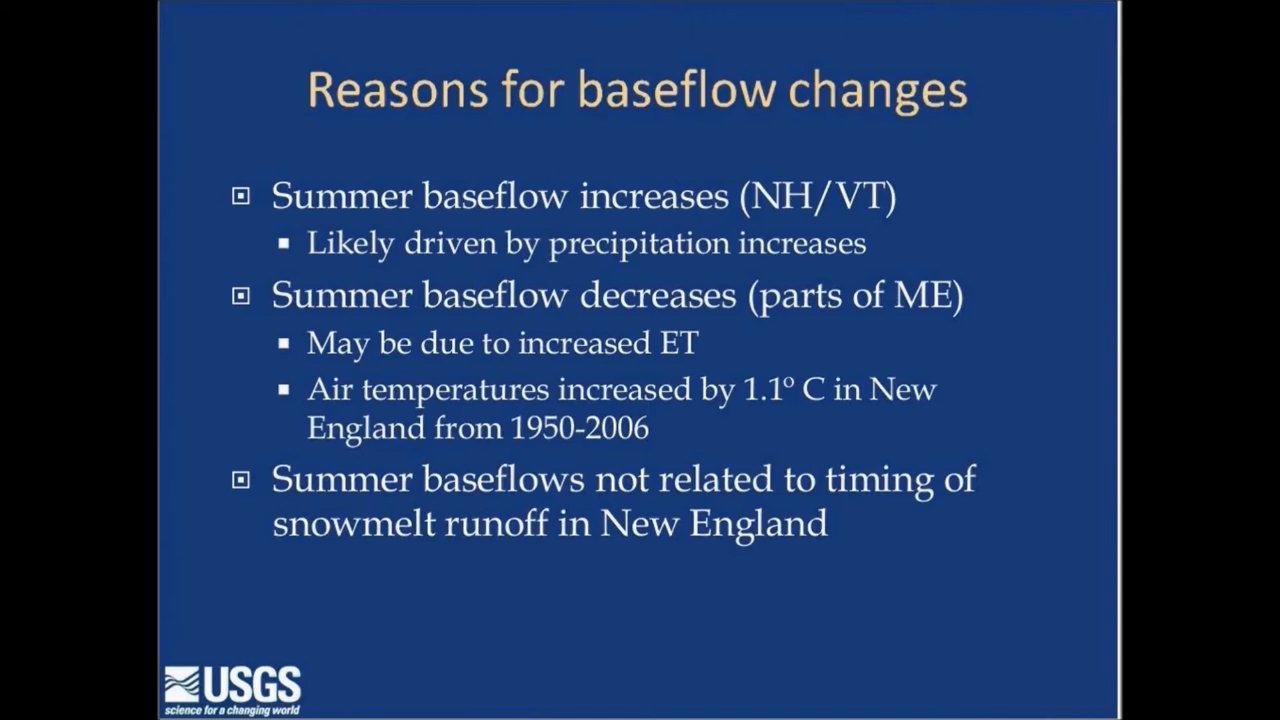 Reasons for baseflow changes
Summer baseflow increases (NH/VT)
Likely driven by precipitation increases
Summer baseflow decreases (parts of ME)
May be due to increased ET
Air temperatures increased by 1.1º C in New
England from 1950-2006
Summer baseflows not related to timing of
snowmelt runoff in New England
USGS
science for a changing world